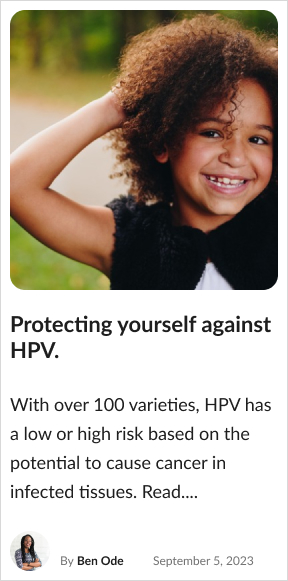 Protecting yourself against
HPV.
With over 100 varieties, HPV has
a low or high risk based on the
potential to cause cancer in
infected tissues. Read....
By Ben Ode September 5, 2023